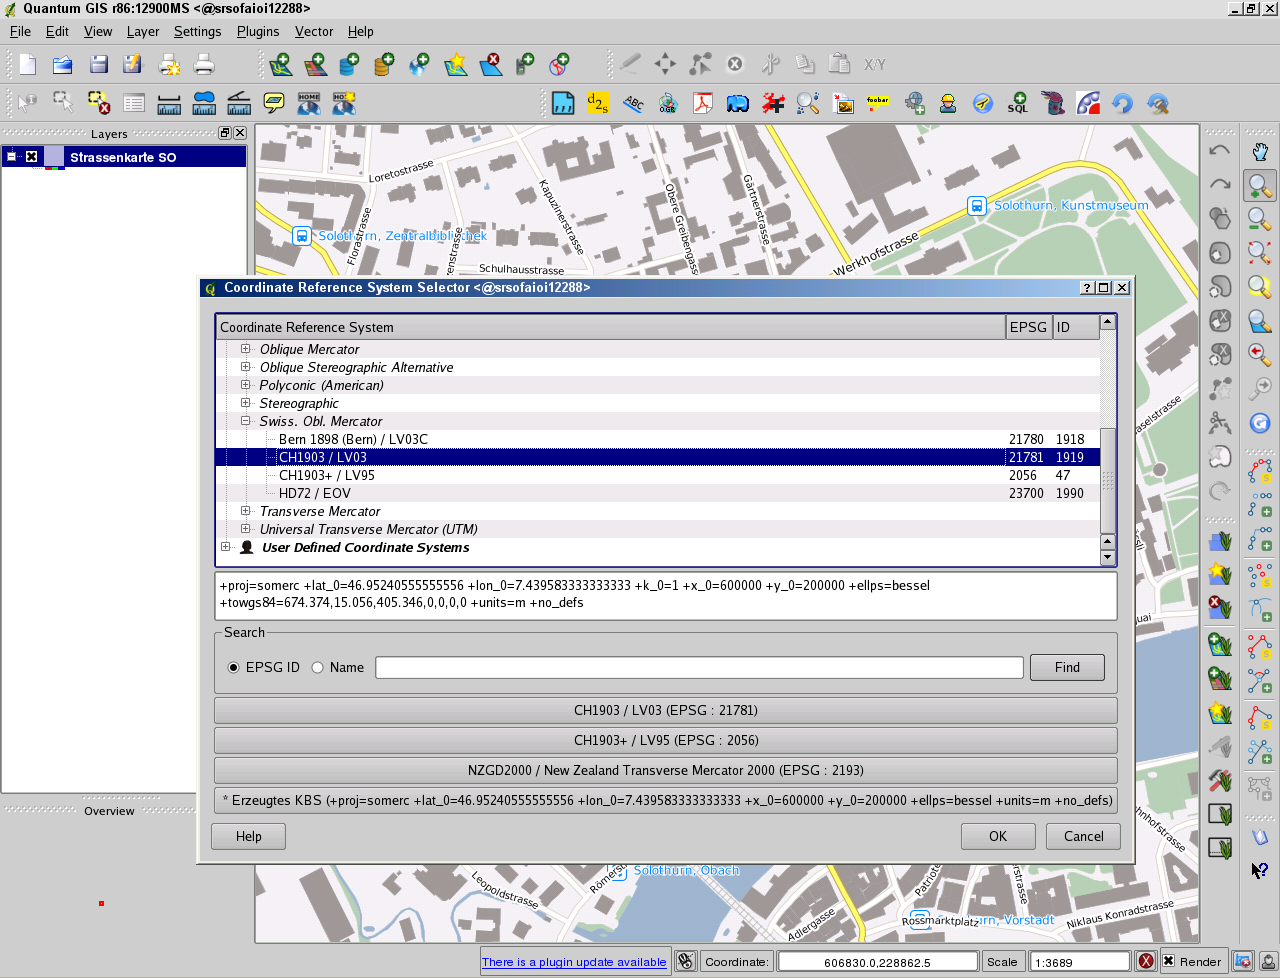 Quantum GIS r86:12900MS <@srsofaioi12288>
File Edit View Layer Settings Plugins Vector Help
X/Y
HOME
d2s
ABC
foobar
SQL
Layers
Strassenkarte SO
Loretostrasse
Kapuzinerstrasse
Florastrasse
Schulhausstrasse
Obere Greibengass
Gärtnerstrasse
Werkhofstrasse
Solothurn, Zentralbibliothek
Solothurn, Kunstmuseum
Coordinate Reference System Selector <@srsofaioi12288>
Coordinate Reference System EPSG ID
Oblique Mercator
Oblique Stereographic Alternative
Polyconic (American)
Stereographic
Swiss. Obl. Mercator
Bern 1898 (Bern) / LV03C 21780 1918
CH1903 / LV03 21781 1919
CH1903+ / LV95 2056 47
HD72 / EOV 23700 1990
Transverse Mercator
Universal Transverse Mercator (UTM)
User Defined Coordinate Systems
+proj=somerc +lat_0=46.95240555555556 +lon_0=7.439583333333333 +k_0=1 +x_0=600000 +y_0=200000 +ellps=bessel
+towgs84=674.374,15.056,405.346,0,0,0,0 +units=m +no_defs
Search
EPSG ID Name Find
CH1903 / LV03 (EPSG : 21781)
CH1903+ / LV95 (EPSG : 2056)
NZGD2000 / New Zealand Transverse Mercator 2000 (EPSG : 2193)
* Erzeugtes KBS (+proj=somerc +lat_0=46.95240555555556 +lon_0=7.439583333333333 +x_0=600000 +y_0=200000 +ellps=bessel +units=m +no_defs)
Help OK Cancel
Overview
Solothurn, Obach
Leopoldstrasse
Adlergasse
Rossmarktplatz
Niklaus Konradstrasse
There is a plugin update available Coordinate: 606830.0,228862.5 Scale 1:3689 Render